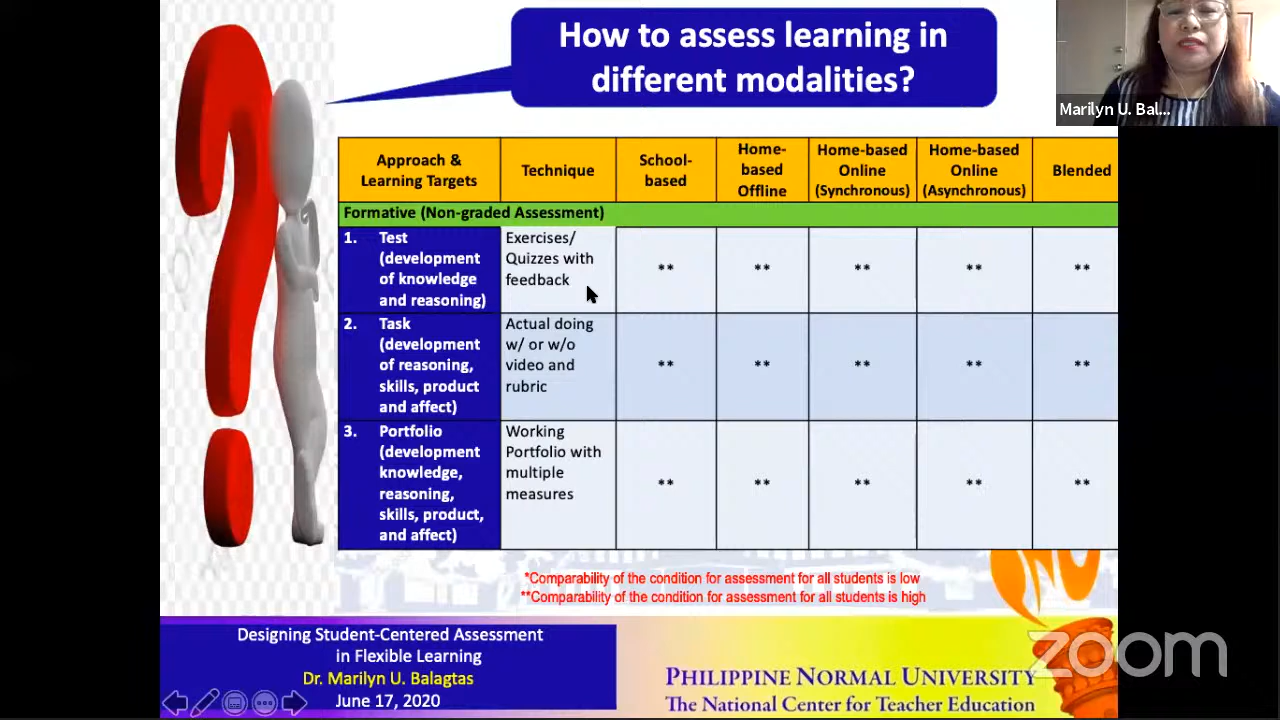 How to assess learning in
different modalities?
Marilyn U. Bal...
Approach &
Learning Targets
Technique
School-
based
Home-
based
Offline
Home-based
Online
(Synchronous)
Home-based
Online
(Asynchronous)
Blended
Formative (Non-graded Assessment)
1. Test
(development
of knowledge
and reasoning)
Exercises/
Quizzes with
feedback
** ** ** ** **
2. Task
(development
of reasoning,
skills, product
and affect)
Actual doing
w/ or w/o
video and
rubric
** ** ** ** **
3. Portfolio
(development
knowledge,
reasoning,
skills, product,
and affect)
Working
Portfolio with
multiple
measures
** ** ** ** **
*Comparability of the condition for assessment for all students is low
**Comparability of the condition for assessment for all students is high
Designing Student-Centered Assessment
in Flexible Learning
Dr. Marilyn U. Balagtas
June 17, 2020
PHILIPPINE NORMAL UNIVERSITY
The National Center for Teacher Education
zoom